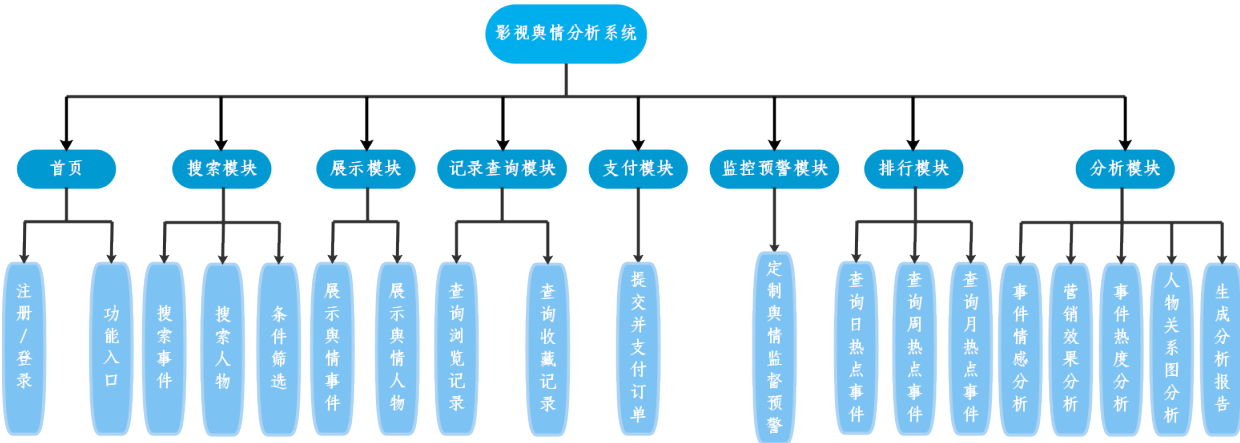 影视舆情分析系统
首页
搜索模块
展示模块
记录查询模块
支付模块
监控预警模块
排行模块
分析模块
注册/登录
功能入口
搜索事件
搜索人物
条件筛选
展示舆情事件
展示舆情人物
查询浏览记录
查询收藏记录
提交并支付订单
定制舆情监督预警
查询日热点事件
查询周热点事件
查询月热点事件
事件情感分析
营销效果分析
事件热度分析
人物关系图分析
生成分析报告